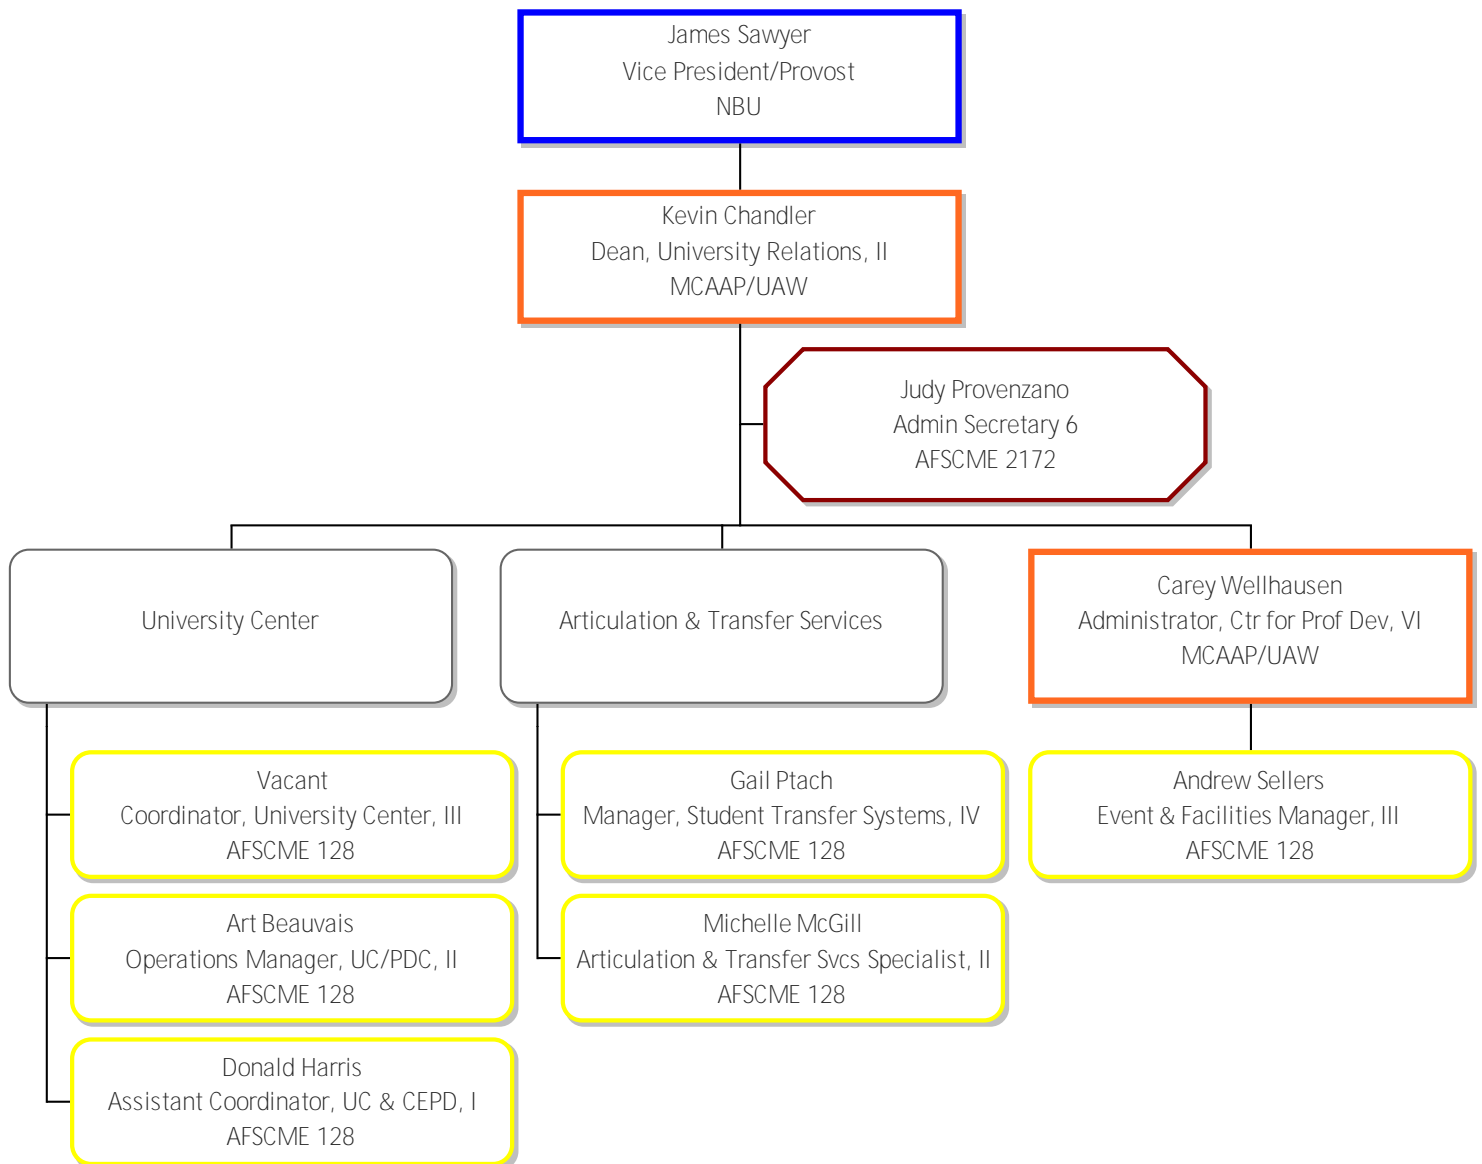 James Sawyer
Vice President/Provost
NBU
Kevin Chandler
Dean, University Relations, II
MCAAP/UAW
Judy Provenzano
Admin Secretary 6
AFSCME 2172
University Center
Articulation & Transfer Services
Carey Wellhausen
Administrator, Ctr for Prof Dev, VI
MCAAP/UAW
Vacant
Coordinator, University Center, III
AFSCME 128
Art Beauvais
Operations Manager, UC/PDC, II
AFSCME 128
Donald Harris
Assistant Coordinator, UC & CEPD, I
AFSCME 128
Gail Ptach
Manager, Student Transfer Systems, IV
AFSCME 128
Michelle McGill
Articulation & Transfer Svcs Specialist, II
AFSCME 128
Andrew Sellers
Event & Facilities Manager, III
AFSCME 128